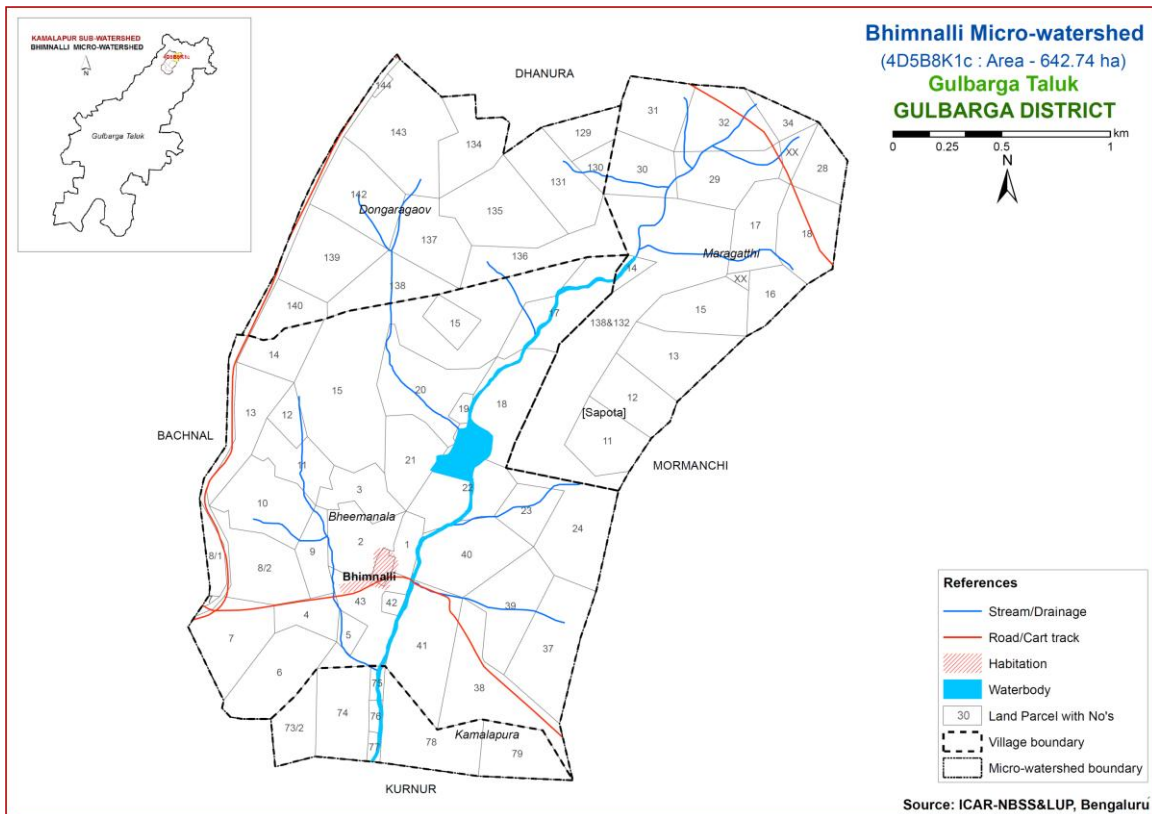 KAMALAPUR SUB-WATERSHED
BHIMNALLI MICRO-WATERSHED
4D5B8K1c
N
Gulbarga Taluk
Bhimnalli Micro-watershed
(4D5B8K1c : Area - 642.74 ha)
Gulbarga Taluk
GULBARGA DISTRICT
km
0 0.25 0.5 1
N
DHANURA
144
143
134
129
130
131
31
32
34
XX
28
30
29
142
Dongaragaov
135
137
136
17
18
Maragatthi
139
138
14
XX
16
140
15
17
138&132
15
14
13
15
20
12
13
12
19
18
[Sapota]
11
BACHNAL
21
MORMANCHI
11
3
22
10
Bheemanala
23
24
2
1
9
40
8/1
8/2
Bhimnalli
43
42
39
4
5
7
41
37
6
38
75
74
76
73/2
77
78
Kamalapura
79
KURNUR
References
Stream/Drainage
Road/Cart track
Habitation
Waterbody
30 Land Parcel with No's
Village boundary
Micro-watershed boundary
Source: ICAR-NBSS&LUP, Bengaluru